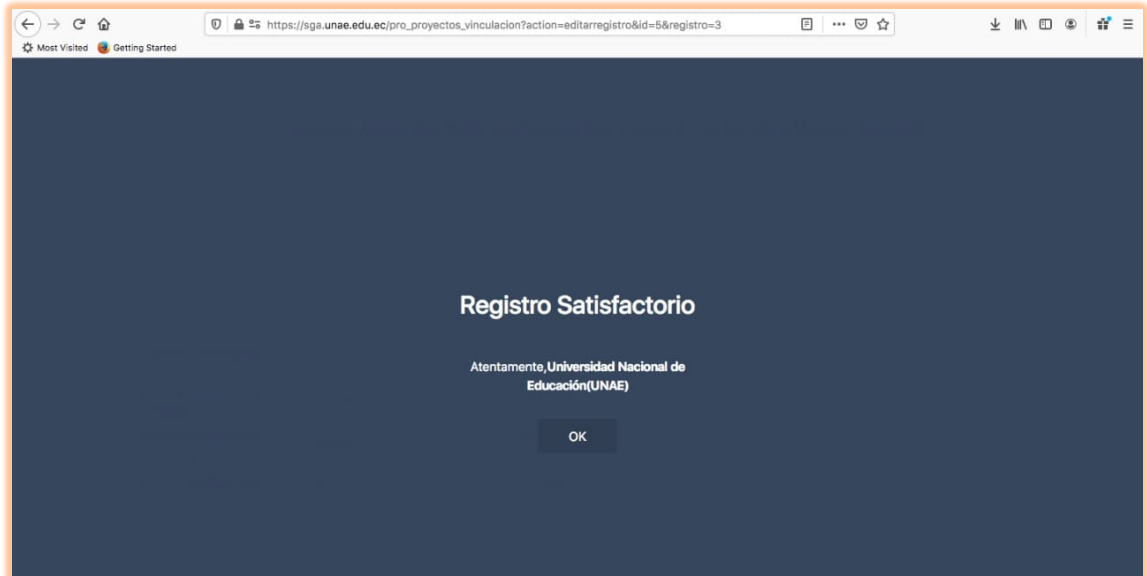 https://sga.unae.edu.ec/pro_proyectos_vinculacion?action=editarregistro&id=5&registro=3
Most Visited Getting Started
Registro Satisfactorio
Atentamente,Universidad Nacional de
Educación(UNAE)
OK